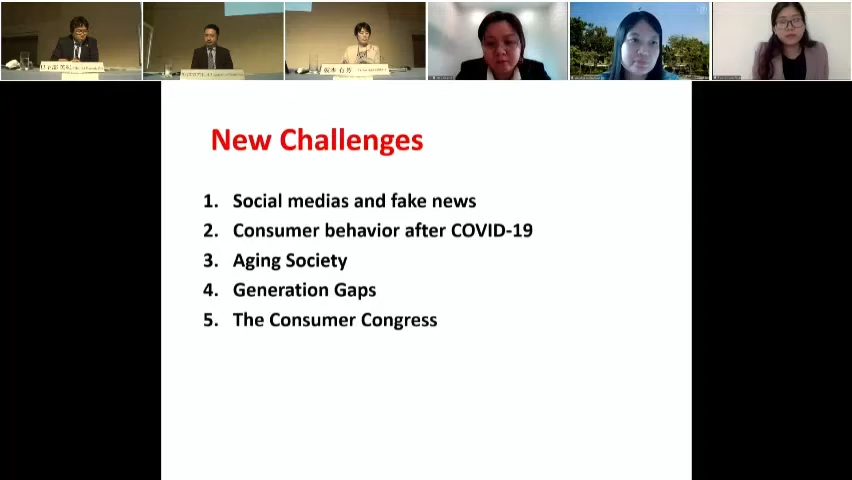 New Challenges
1. Social medias and fake news
2. Consumer behavior after COVID-19
3. Aging Society
4. Generation Gaps
5. The Consumer Congress